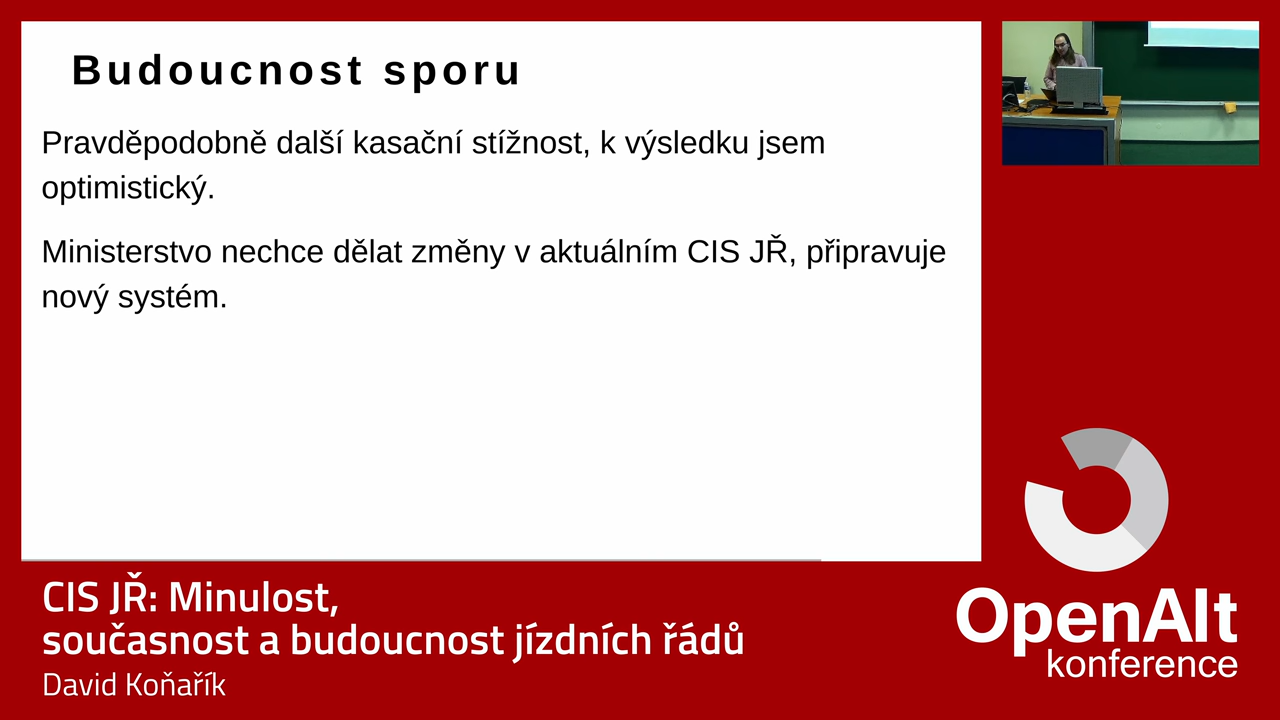 Budoucnost sporu
Pravděpodobně další kasační stížnost, k výsledku jsem
optimistický.
Ministerstvo nechce dělat změny v aktuálním CIS JŘ, připravuje
nový systém.
CIS JŘ: Minulost,
současnost a budoucnost jízdních řádů
David Koňařík
OpenAlt
konference